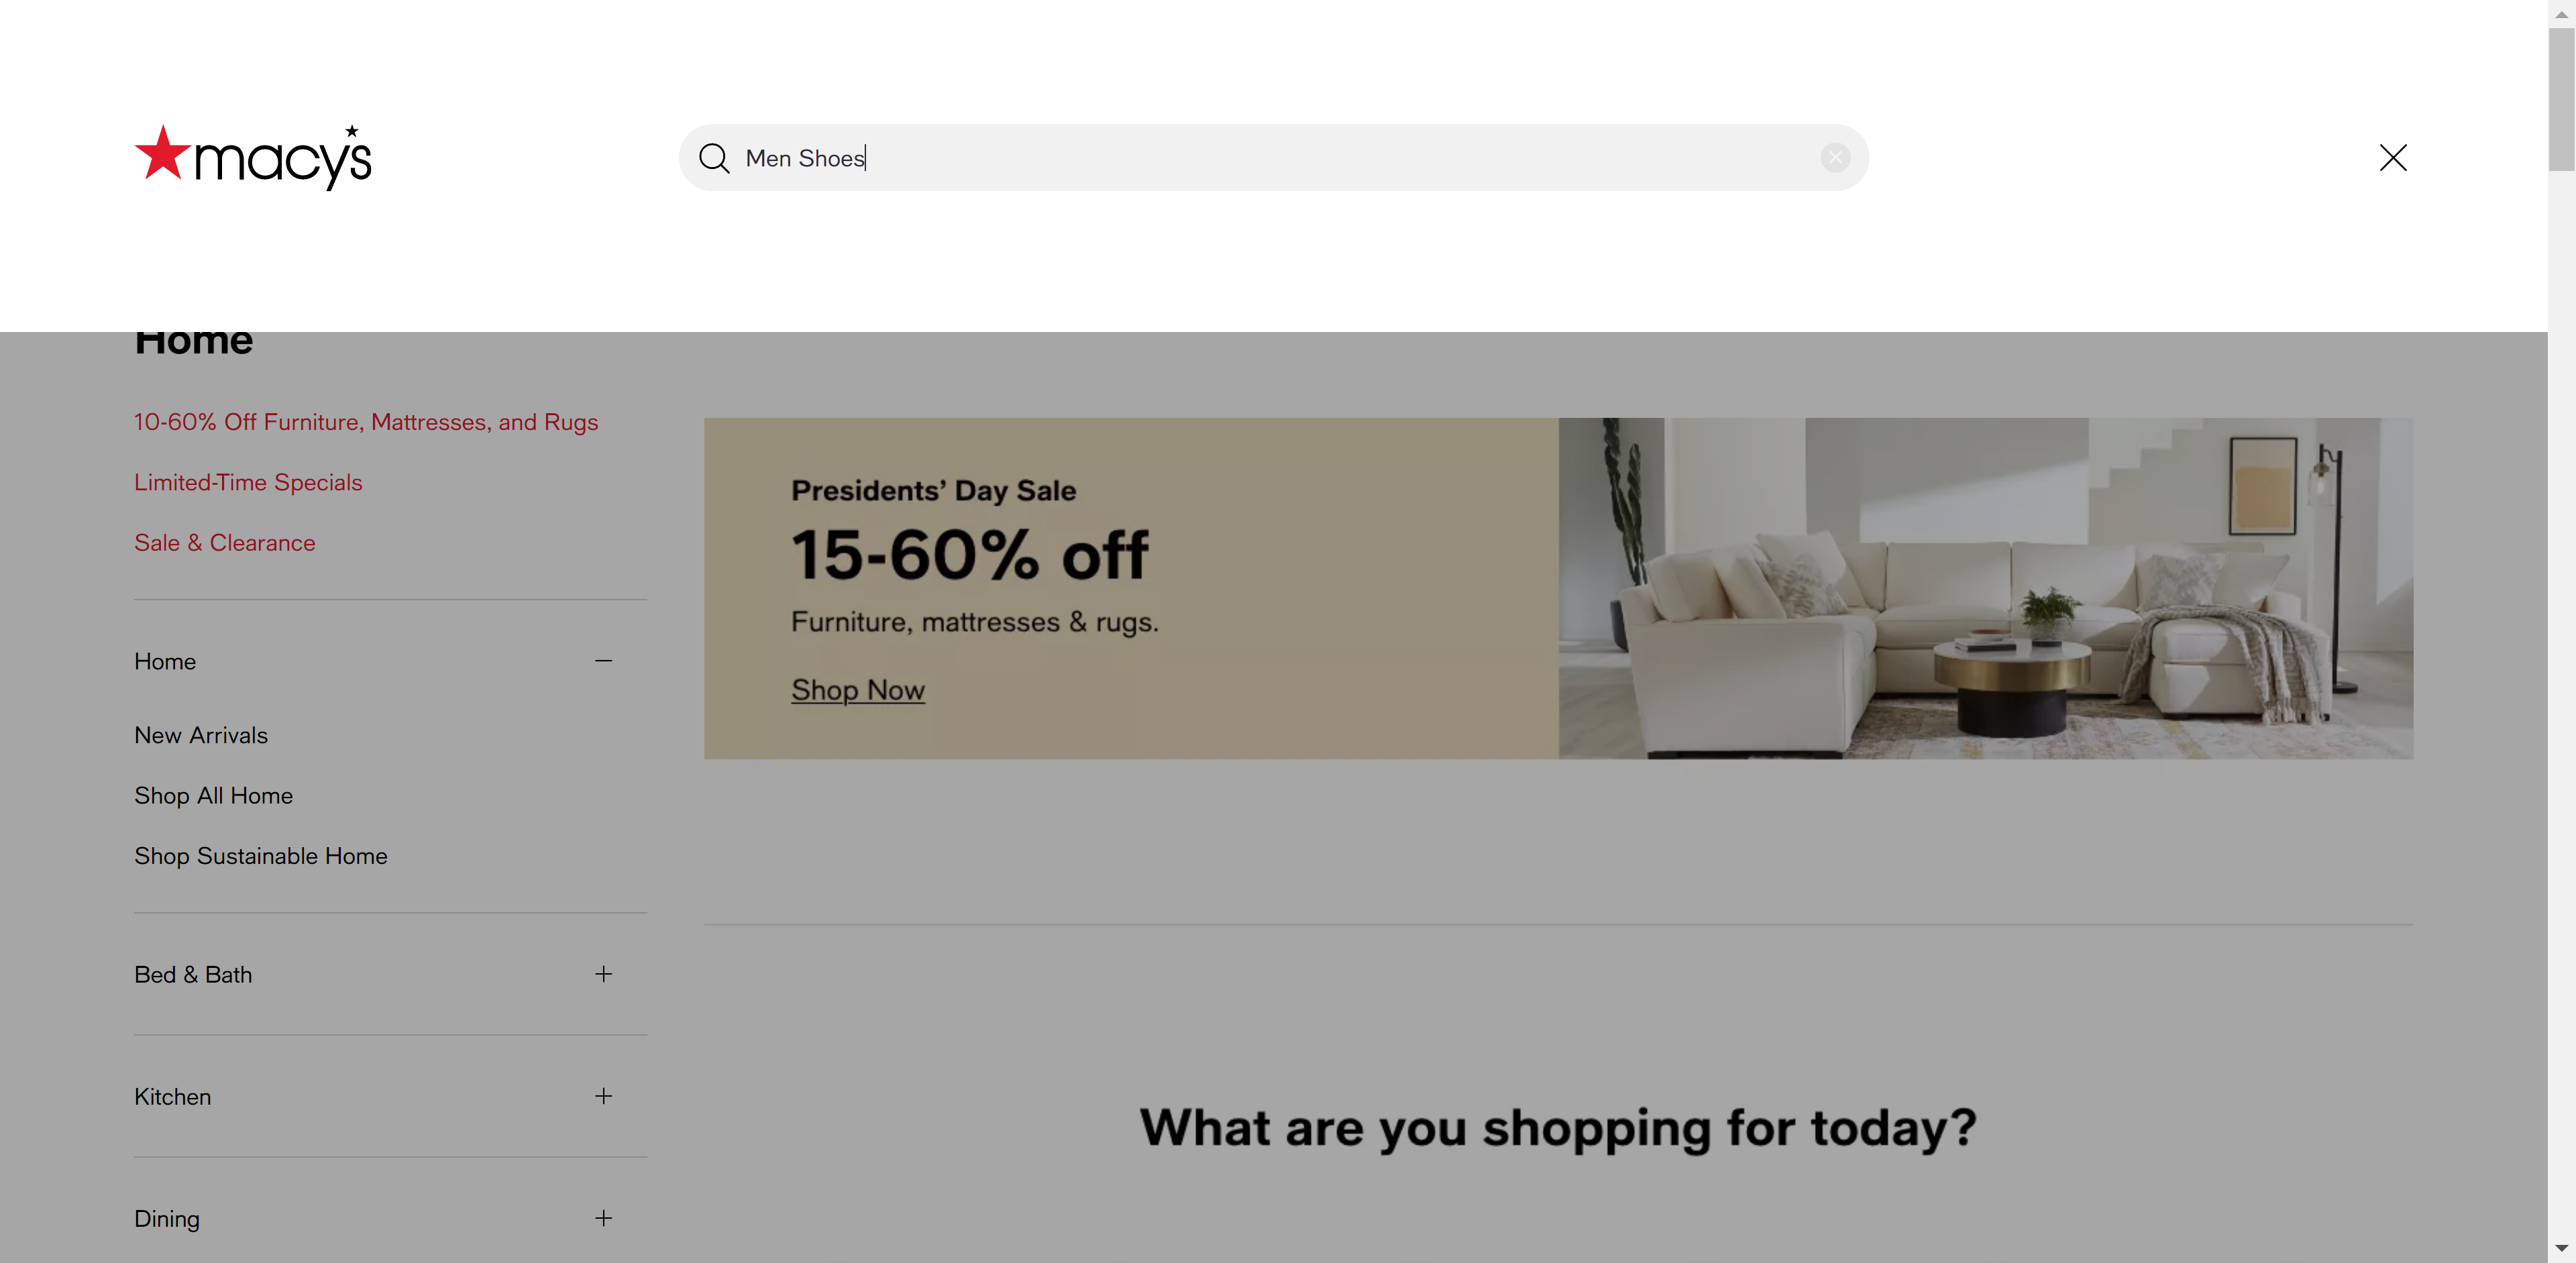 macy's
Men Shoes
Home
10-60% Off Furniture, Mattresses, and Rugs
Limited-Time Specials
Sale & Clearance
Home
New Arrivals
Shop All Home
Shop Sustainable Home
Bed & Bath
Kitchen
Dining
Presidents’ Day Sale
15-60% off
Furniture, mattresses & rugs.
Shop Now
What are you shopping for today?